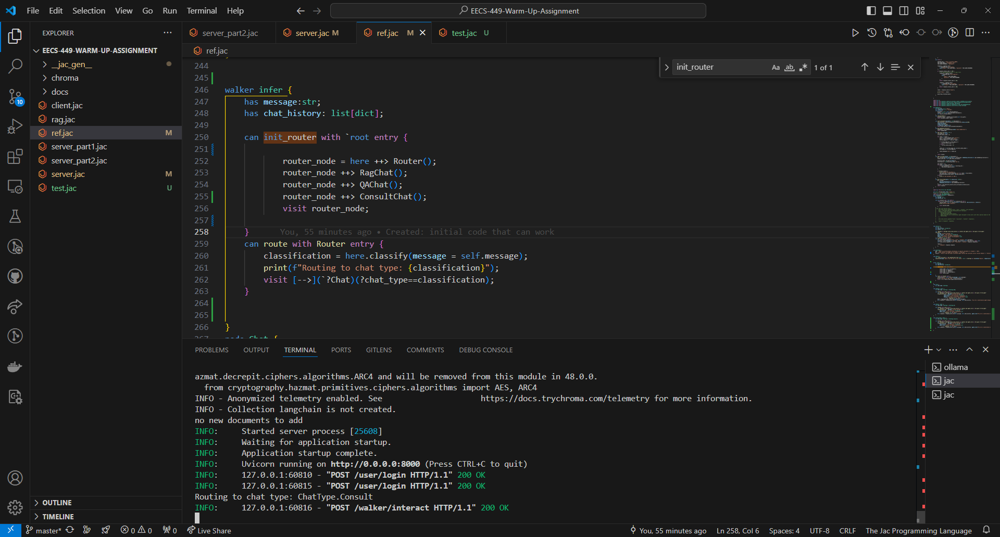 File Edit Selection View Go Run Terminal Help
EECS-449-Warm-Up-Assignment
EXPLORER
EECS-449-WARM-UP-ASSIGNMENT
__jac_gen__
chroma
docs
client.jac
rag.jac
ref.jac M
server_part1.jac
server_part2.jac
server.jac M
test.jac U
OUTLINE
TIMELINE
server_part2.jac server.jac M ref.jac M test.jac U
ref.jac
init_router Aa ab .* 1 of 1
244
245
246 walker infer {
247 has message:str;
248 has chat_history: list[dict];
249
250 can init_router with `root entry {
251
252 router_node = here ++> Router();
253 router_node ++> RagChat();
254 router_node ++> QAChat();
255 router_node ++> ConsultChat();
256 visit router_node;
257
258 } You, 55 minutes ago • Created: initial code that can work
259 can route with Router entry {
260 classification = here.classify(message = self.message);
261 print(f"Routing to chat type: {classification}");
262 visit [-->](`?Chat)(?chat_type==classification);
263 }
264
265
266 }
267 node Chat {
PROBLEMS OUTPUT TERMINAL PORTS GITLENS COMMENTS DEBUG CONSOLE
azmat.decrepit.ciphers.algorithms.ARC4 and will be removed from this module in 48.0.0.
from cryptography.hazmat.primitives.ciphers.algorithms import AES, ARC4
INFO - Anonymized telemetry enabled. See https://docs.trychroma.com/telemetry for more information.
INFO - Collection langchain is not created.
no new documents to add
INFO: Started server process [25608]
INFO: Waiting for application startup.
INFO: Application startup complete.
INFO: Uvicorn running on http://0.0.0.0:8000 (Press CTRL+C to quit)
INFO: 127.0.0.1:60810 - "POST /user/login HTTP/1.1" 200 OK
INFO: 127.0.0.1:60815 - "POST /user/login HTTP/1.1" 200 OK
Routing to chat type: ChatType.Consult
INFO: 127.0.0.1:60816 - "POST /walker/interact HTTP/1.1" 200 OK
ollama
jac
jac
10
master* 0 0 0 Live Share You, 55 minutes ago Ln 258, Col 6 Spaces: 4 UTF-8 CRLF The Jac Programming Language